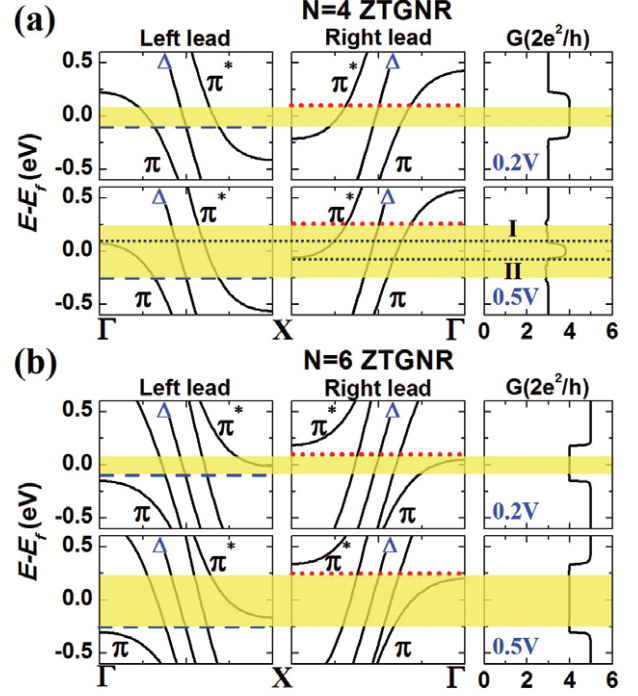 (a)
N=4 ZTGNR
Left lead Right lead G(2e²/h)
0.5 Δ π* Δ π*
0.0
-0.5 π π 0.2V
0.5 Δ π* π* Δ
0.0 I
II
-0.5 π π 0.5V
Γ X Γ 0 2 4 6
E-E_f (eV)
(b)
N=6 ZTGNR
Left lead Right lead G(2e²/h)
0.5 Δ π* π* Δ
0.0
-0.5 π π 0.2V
0.5 Δ π* π* Δ
0.0
-0.5 π π 0.5V
Γ X Γ 0 2 4 6
E-E_f (eV)